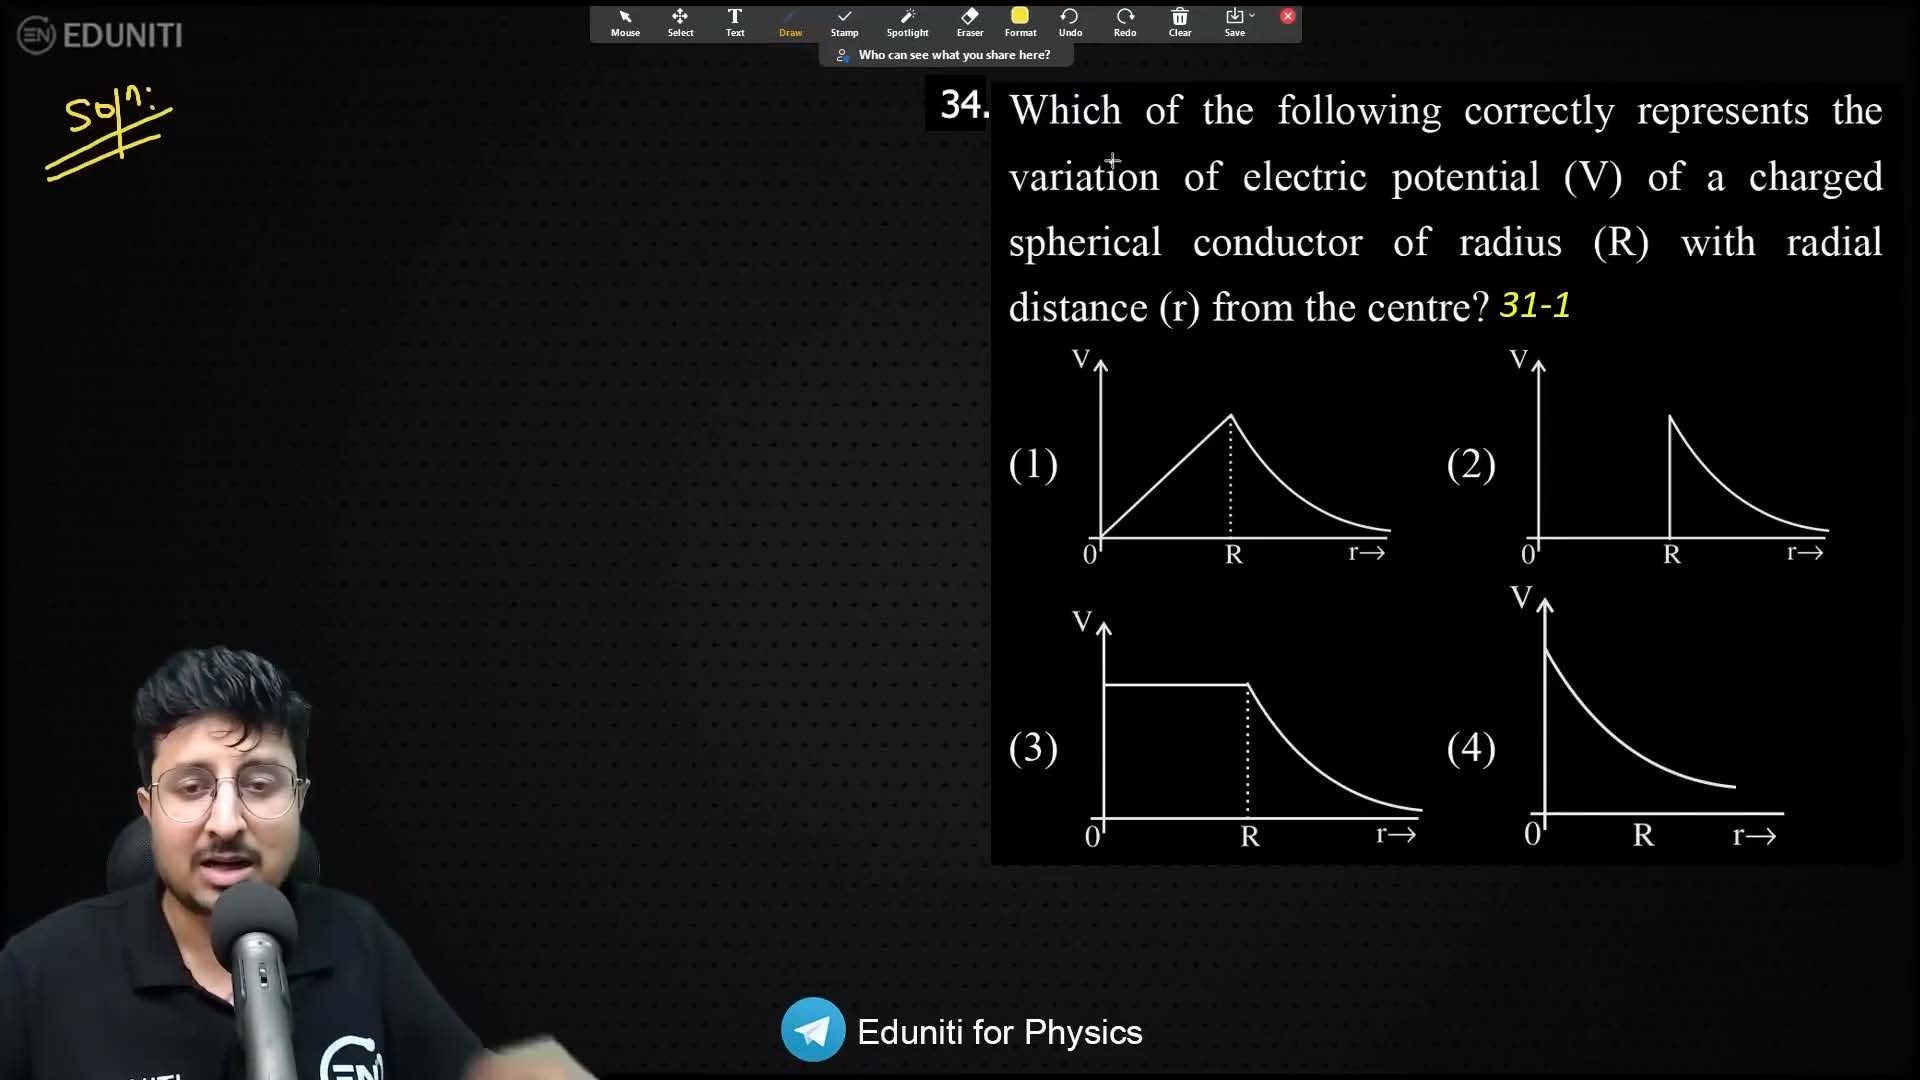 EN EDUNITI
Mouse Select Text Draw Stamp Spotlight Eraser Format Undo Redo Clear Save
Who can see what you share here?
Soln:
34. Which of the following correctly represents the
variation of electric potential (V) of a charged
spherical conductor of radius (R) with radial
distance (r) from the centre? 31-1
(1) V 0 R r→
(2) V 0 R r→
(3) V 0 R r→
(4) V 0 R r→
EN
Eduniti for Physics